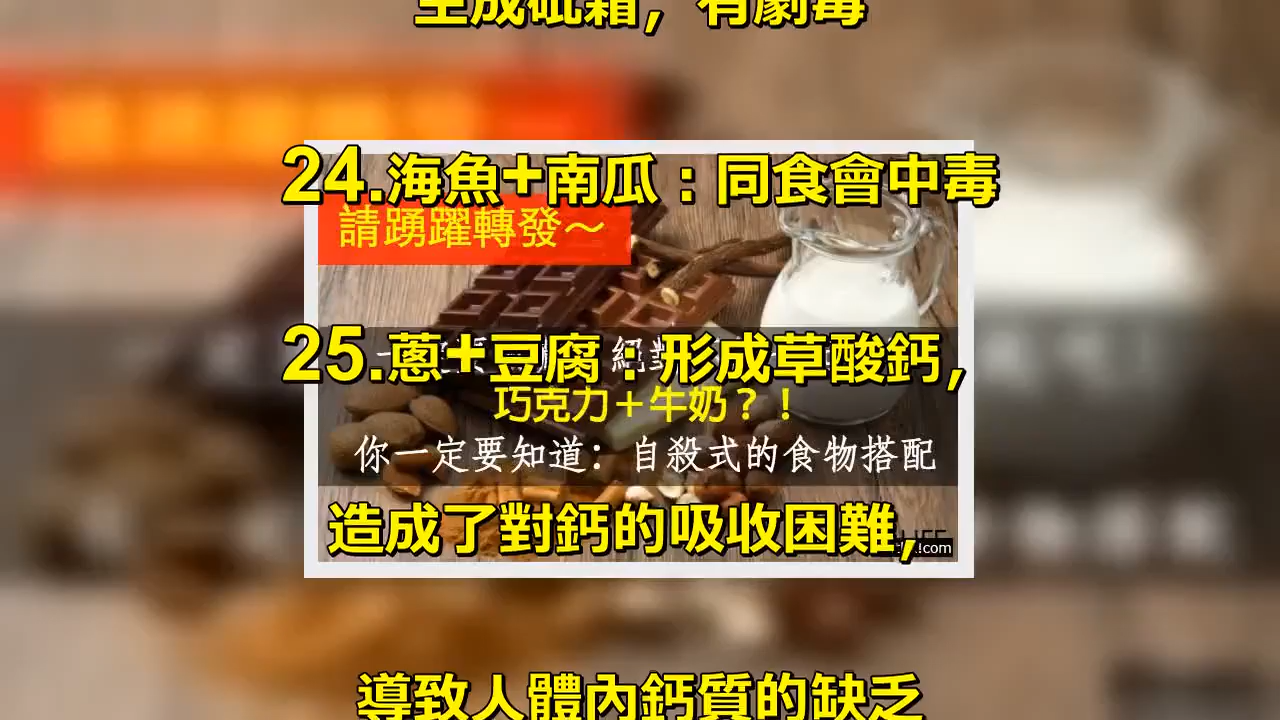 生成砒霜，有劇毒
24.海魚+南瓜：同食會中毒
請踴躍轉發～
25.蔥+豆腐：形成草酸鈣，
巧克力＋牛奶？！
你一定要知道：自殺式的食物搭配
造成了對鈣的吸收困難，
.com
導致人體內鈣質的缺乏